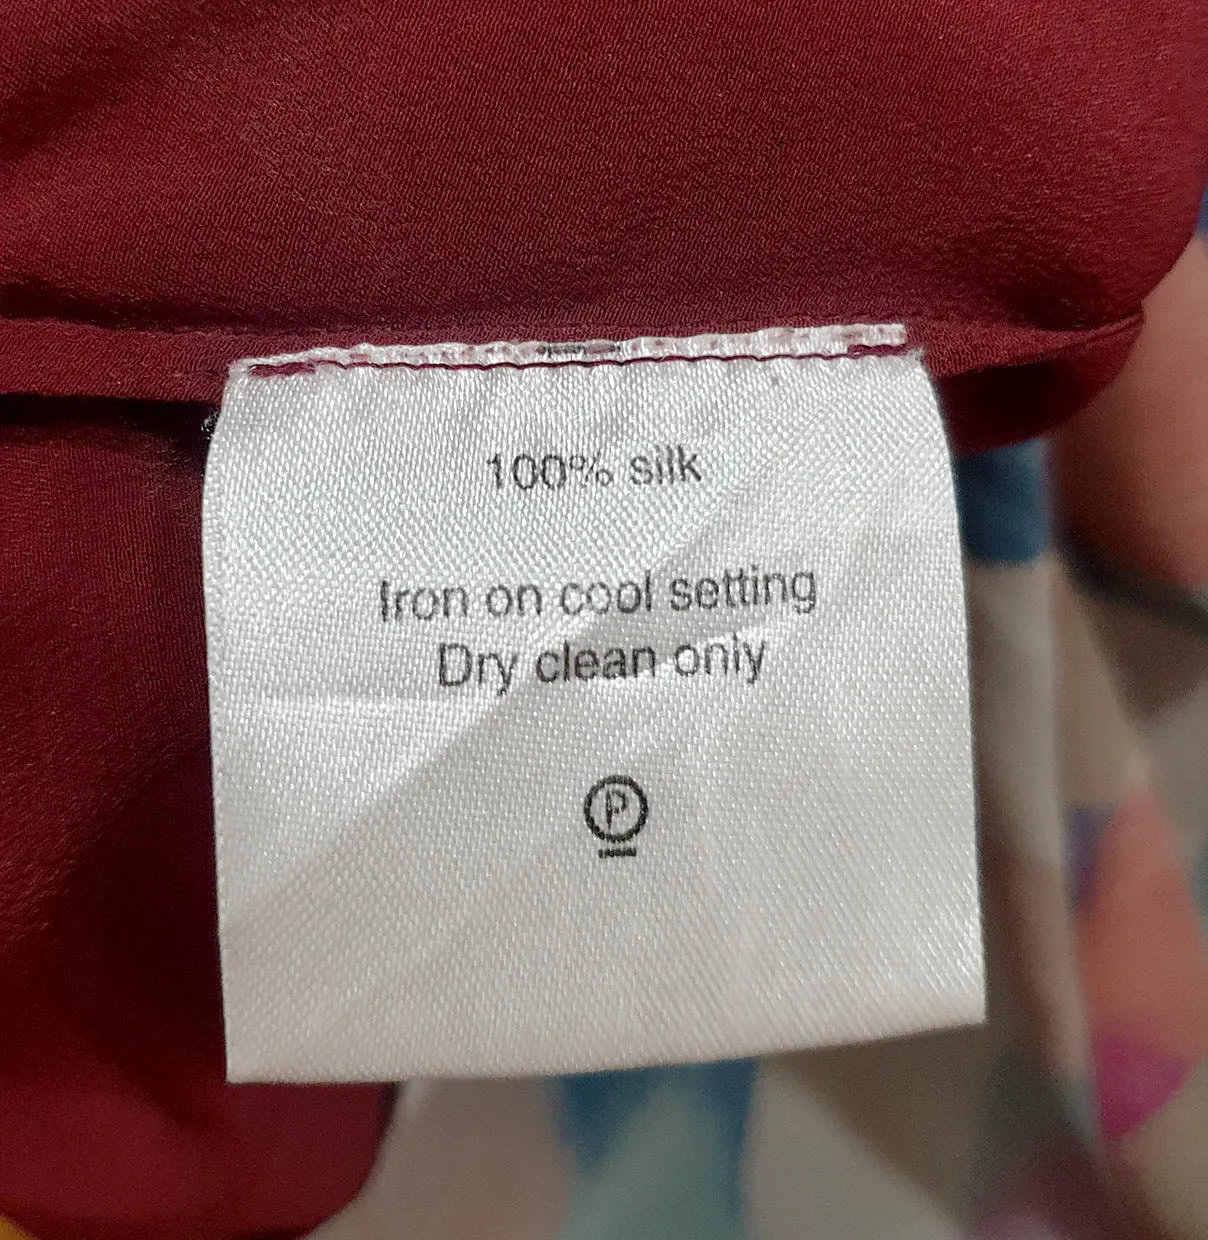 100% silk
Iron on cool setting
Dry clean only
P